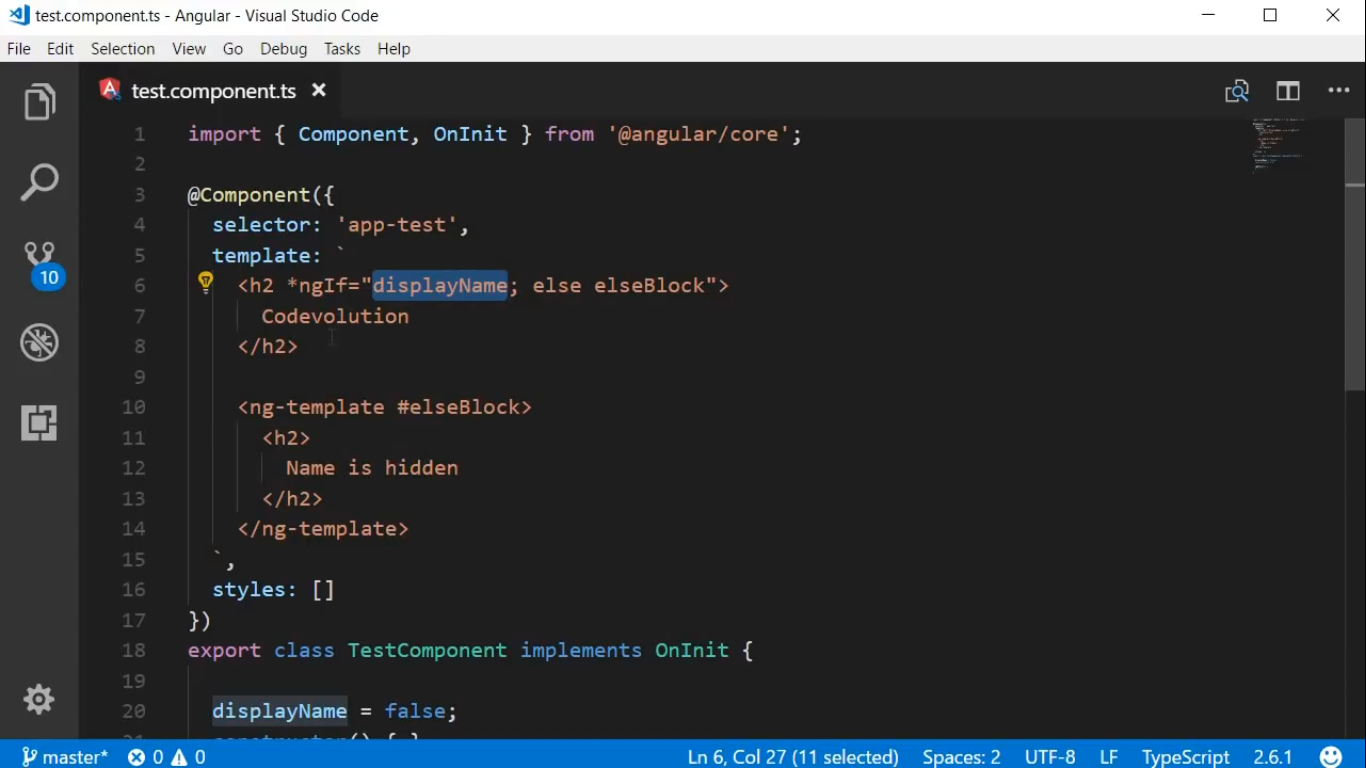 test.component.ts - Angular - Visual Studio Code
File Edit Selection View Go Debug Tasks Help
test.component.ts
1 import { Component, OnInit } from '@angular/core';
2
3 @Component({
4 selector: 'app-test',
5 template: `
6 <h2 *ngIf="displayName; else elseBlock">
7 Codevolution
8 </h2>
9
10 <ng-template #elseBlock>
11 <h2>
12 Name is hidden
13 </h2>
14 </ng-template>
15 `,
16 styles: []
17 })
18 export class TestComponent implements OnInit {
19
20 displayName = false;
21 constructor() { }
10
master* 0 0 Ln 6, Col 27 (11 selected) Spaces: 2 UTF-8 LF TypeScript 2.6.1